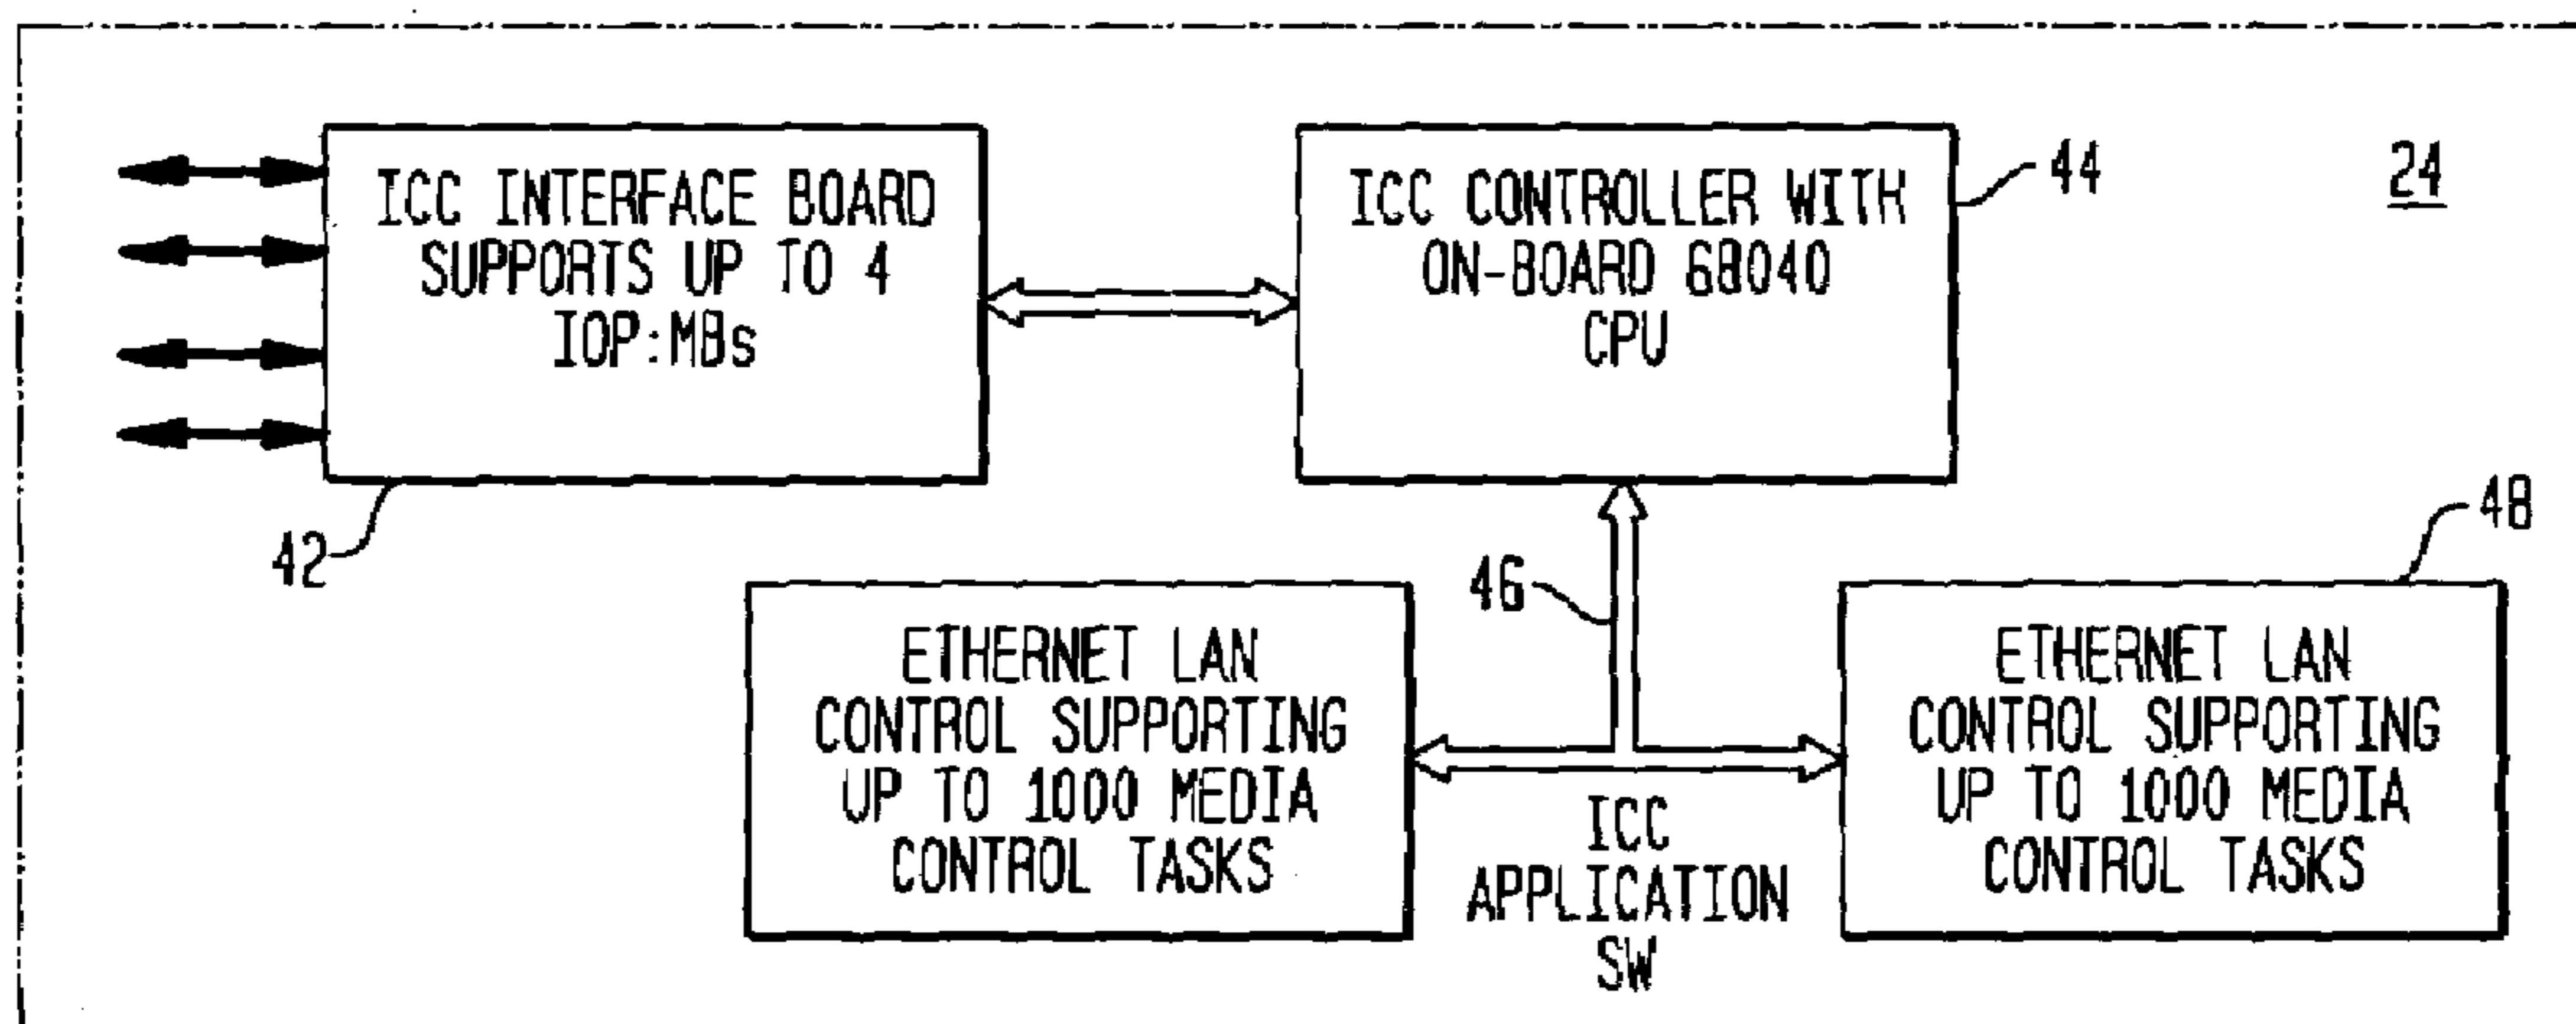 ICC INTERFACE BOARD
SUPPORTS UP TO 4
IOP:MBs
42
ICC CONTROLLER WITH
ON-BOARD 68040
CPU
44
24
46
48
ETHERNET LAN
CONTROL SUPPORTING
UP TO 1000 MEDIA
CONTROL TASKS
ICC
APPLICATION
SW
ETHERNET LAN
CONTROL SUPPORTING
UP TO 1000 MEDIA
CONTROL TASKS